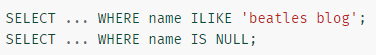 SELECT ... WHERE name ILIKE 'beatles blog';
SELECT ... WHERE name IS NULL;